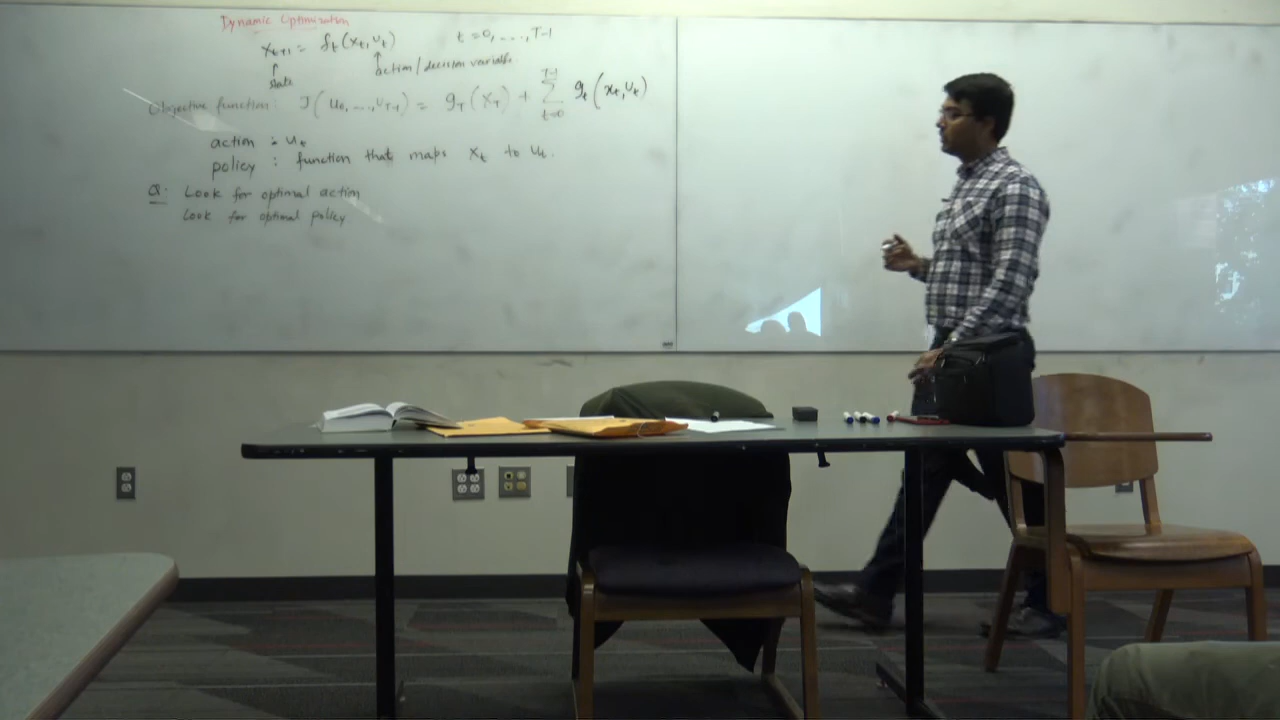 Dynamic Optimization
x_{t+1} = f_t(x_t, u_t) t = 0, ..., T-1
state action / decision variable.
Objective function: J(u_0, ..., u_{T-1}) = g_T(x_T) + \sum_{t=0}^{T-1} g_t(x_t, u_t)
action : u_t
policy : function that maps x_t to u_t.
Q. Look for optimal action
Look for optimal policy